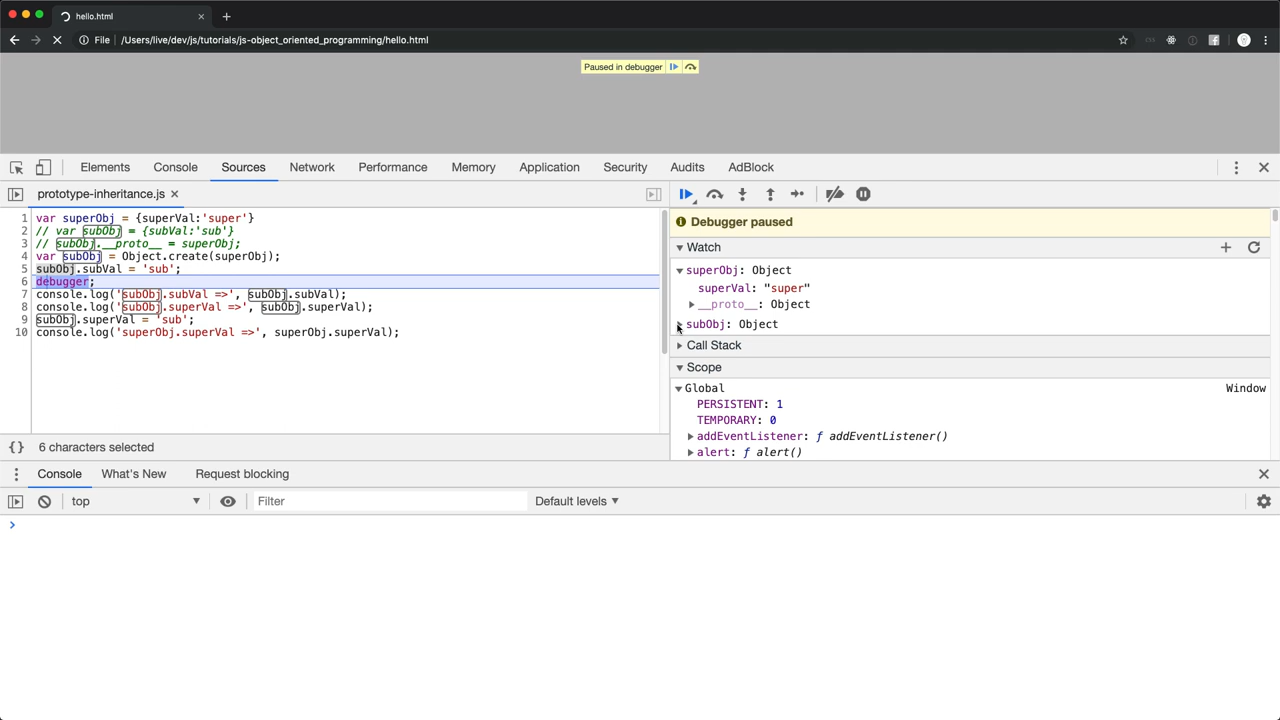 hello.html
File /Users/live/dev/js/tutorials/js-object_oriented_programming/hello.html
Paused in debugger
Elements Console Sources Network Performance Memory Application Security Audits AdBlock
prototype-inheritance.js
1 var superObj = {superVal:'super'}
2 // var subObj = {subVal:'sub'}
3 // subObj.__proto__ = superObj;
4 var subObj = Object.create(superObj);
5 subObj.subVal = 'sub';
6 debugger;
7 console.log('subObj.subVal =>', subObj.subVal);
8 console.log('subObj.superVal =>', subObj.superVal);
9 subObj.superVal = 'sub';
10 console.log('superObj.superVal =>', superObj.superVal);
{} 6 characters selected
Debugger paused
Watch
superObj: Object
superVal: "super"
__proto__: Object
subObj: Object
Call Stack
Scope
Global Window
PERSISTENT: 1
TEMPORARY: 0
addEventListener: ƒ addEventListener()
alert: ƒ alert()
Console What's New Request blocking
top Filter Default levels